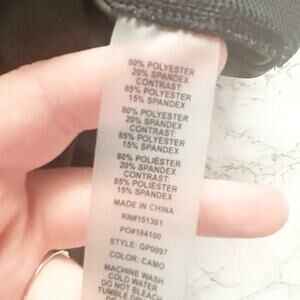 80% POLYESTER
20% SPANDEX
CONTRAST:
85% POLYESTER
15% SPANDEX
80% POLYESTER
20% SPANDEX
CONTRAST:
85% POLYESTER
15% SPANDEX
80% POLIÉSTER
20% SPANDEX
CONTRAST:
85% POLIÉSTER
15% SPANDEX
MADE IN CHINA
RN#151301
PO#184100
STYLE: GP0097
COLOR: CAMO
MACHINE WASH
COLD WATER
DO NOT BLEACH
TUMBLE DRY